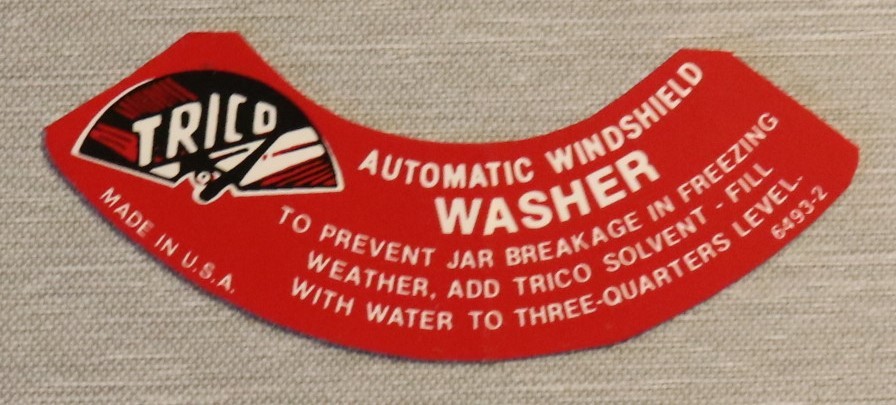 TRICO
MADE IN U.S.A.
AUTOMATIC WINDSHIELD
WASHER
TO PREVENT JAR BREAKAGE IN FREEZING
WEATHER, ADD TRICO SOLVENT - FILL
WITH WATER TO THREE-QUARTERS LEVEL.
6493-2